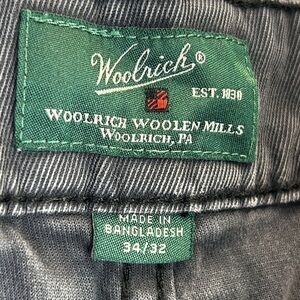 Woolrich®
EST. 1830
WOOLRICH WOOLEN MILLS
WOOLRICH, PA
MADE IN
BANGLADESH
34/32